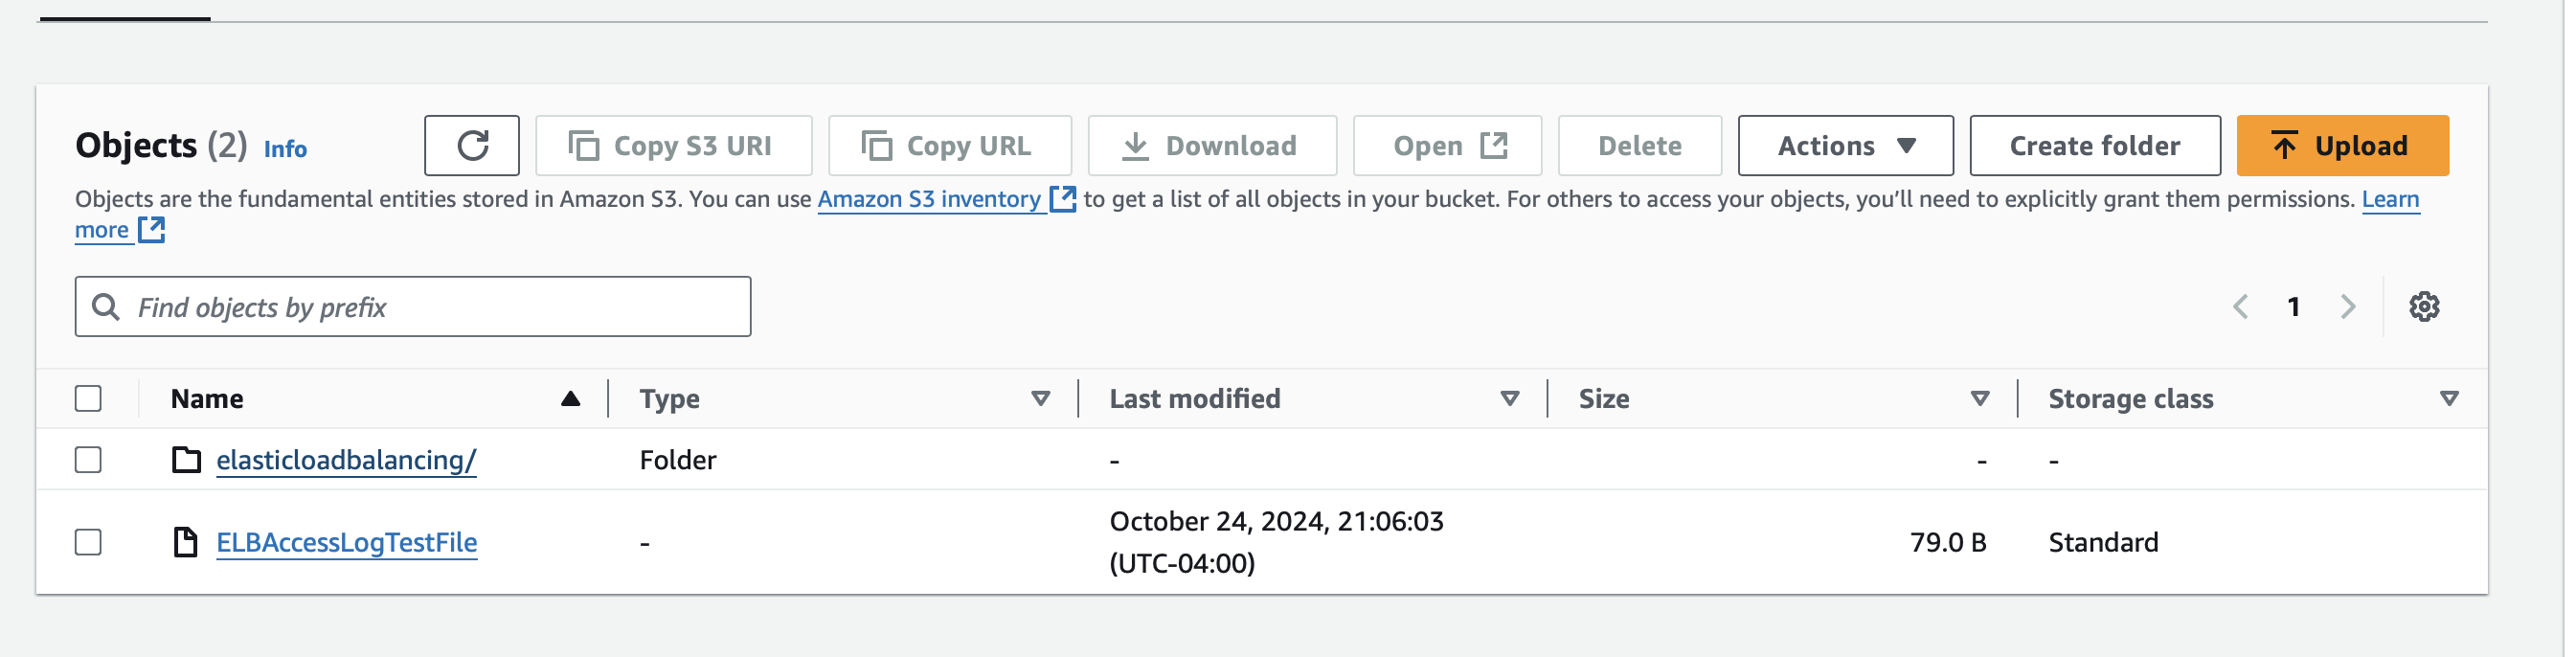 Objects (2) Info
Copy S3 URI
Copy URL
Download
Open
Delete
Actions
Create folder
Upload
Objects are the fundamental entities stored in Amazon S3. You can use Amazon S3 inventory to get a list of all objects in your bucket. For others to access your objects, you’ll need to explicitly grant them permissions. Learn
more
Find objects by prefix
1
Name Type Last modified Size Storage class
elasticloadbalancing/ Folder - - -
ELBAccessLogTestFile - October 24, 2024, 21:06:03 79.0 B Standard
(UTC-04:00)